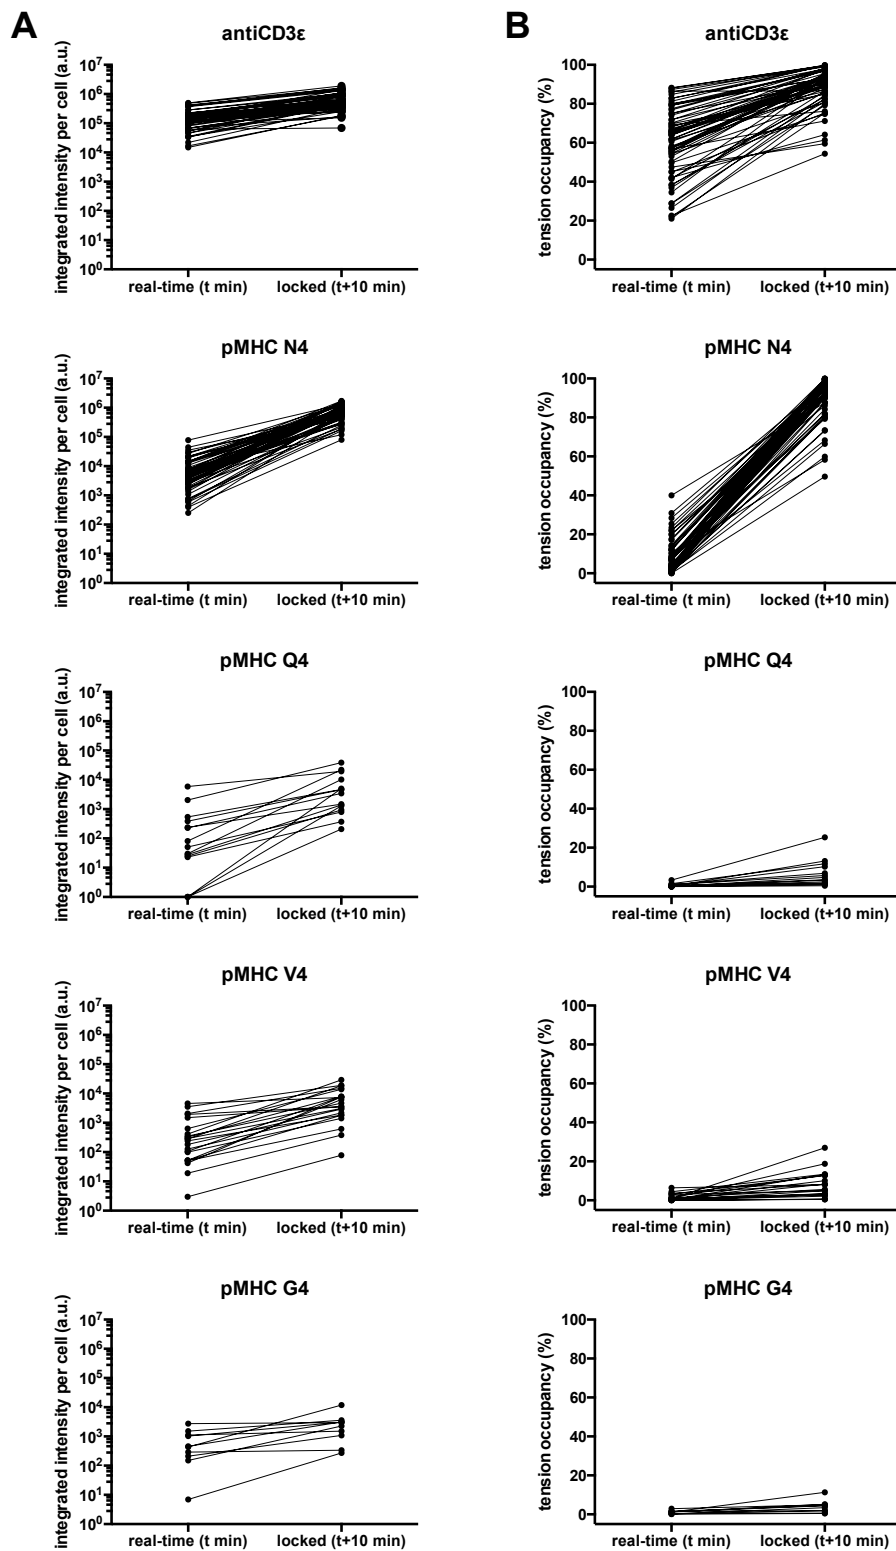 A
B
antiCD3ε
integrated intensity per cell (a.u.)
10⁷
10⁶
10⁵
10⁴
10³
10²
10¹
10⁰
real-time (t min)
locked (t+10 min)
antiCD3ε
tension occupancy (%)
100
80
60
40
20
0
real-time (t min)
locked (t+10 min)
pMHC N4
integrated intensity per cell (a.u.)
10⁷
10⁶
10⁵
10⁴
10³
10²
10¹
10⁰
real-time (t min)
locked (t+10 min)
pMHC N4
tension occupancy (%)
100
80
60
40
20
0
real-time (t min)
locked (t+10 min)
pMHC Q4
integrated intensity per cell (a.u.)
10⁷
10⁶
10⁵
10⁴
10³
10²
10¹
10⁰
real-time (t min)
locked (t+10 min)
pMHC Q4
tension occupancy (%)
100
80
60
40
20
0
real-time (t min)
locked (t+10 min)
pMHC V4
integrated intensity per cell (a.u.)
10⁷
10⁶
10⁵
10⁴
10³
10²
10¹
10⁰
real-time (t min)
locked (t+10 min)
pMHC V4
tension occupancy (%)
100
80
60
40
20
0
real-time (t min)
locked (t+10 min)
pMHC G4
integrated intensity per cell (a.u.)
10⁷
10⁶
10⁵
10⁴
10³
10²
10¹
10⁰
real-time (t min)
locked (t+10 min)
pMHC G4
tension occupancy (%)
100
80
60
40
20
0
real-time (t min)
locked (t+10 min)